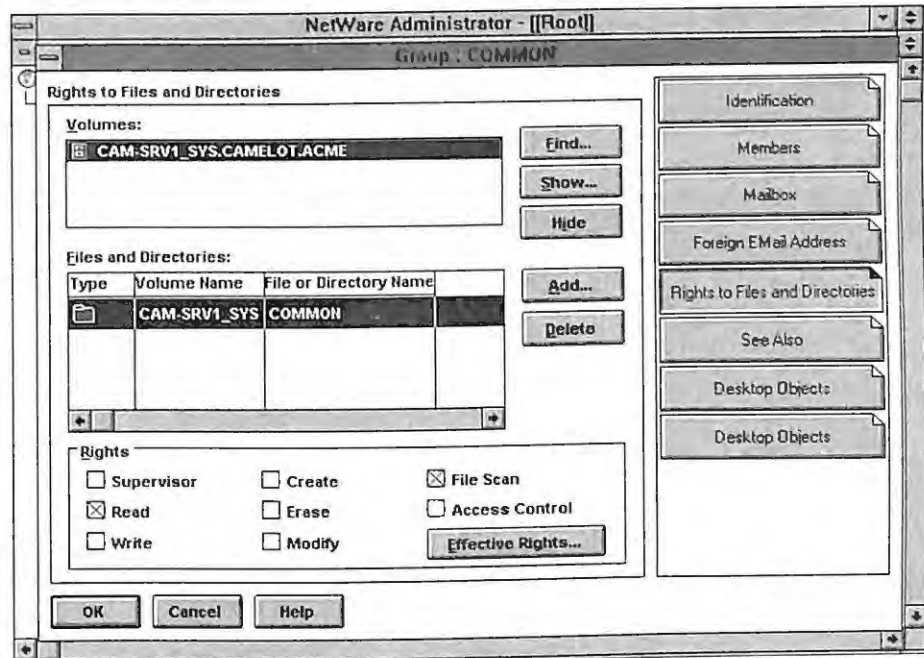 NetWare Administrator - [[Root]]
Group : COMMON
Rights to Files and Directories
Volumes:
CAM-SRV1_SYS.CAMELOT.ACME
Find...
Show...
Hide
Files and Directories:
Type Volume Name File or Directory Name
CAM-SRV1_SYS COMMON
Add...
Delete
Rights
Supervisor Create File Scan
Read Erase Access Control
Write Modify Effective Rights...
OK Cancel Help
Identification
Members
Mailbox
Foreign EMail Address
Rights to Files and Directories
See Also
Desktop Objects
Desktop Objects